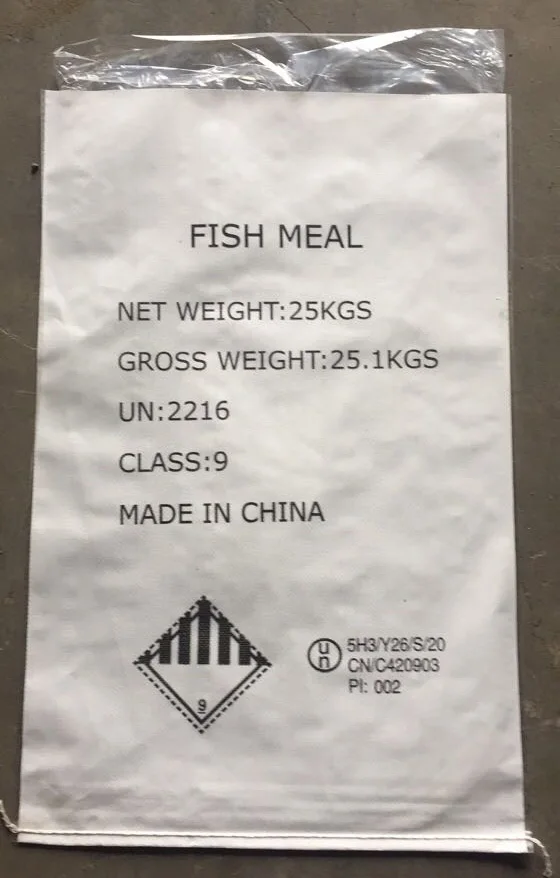 FISH MEAL
NET WEIGHT:25KGS
GROSS WEIGHT:25.1KGS
UN:2216
CLASS:9
MADE IN CHINA
9
un
5H3/Y26/S/20
CN/C420903
PI: 002